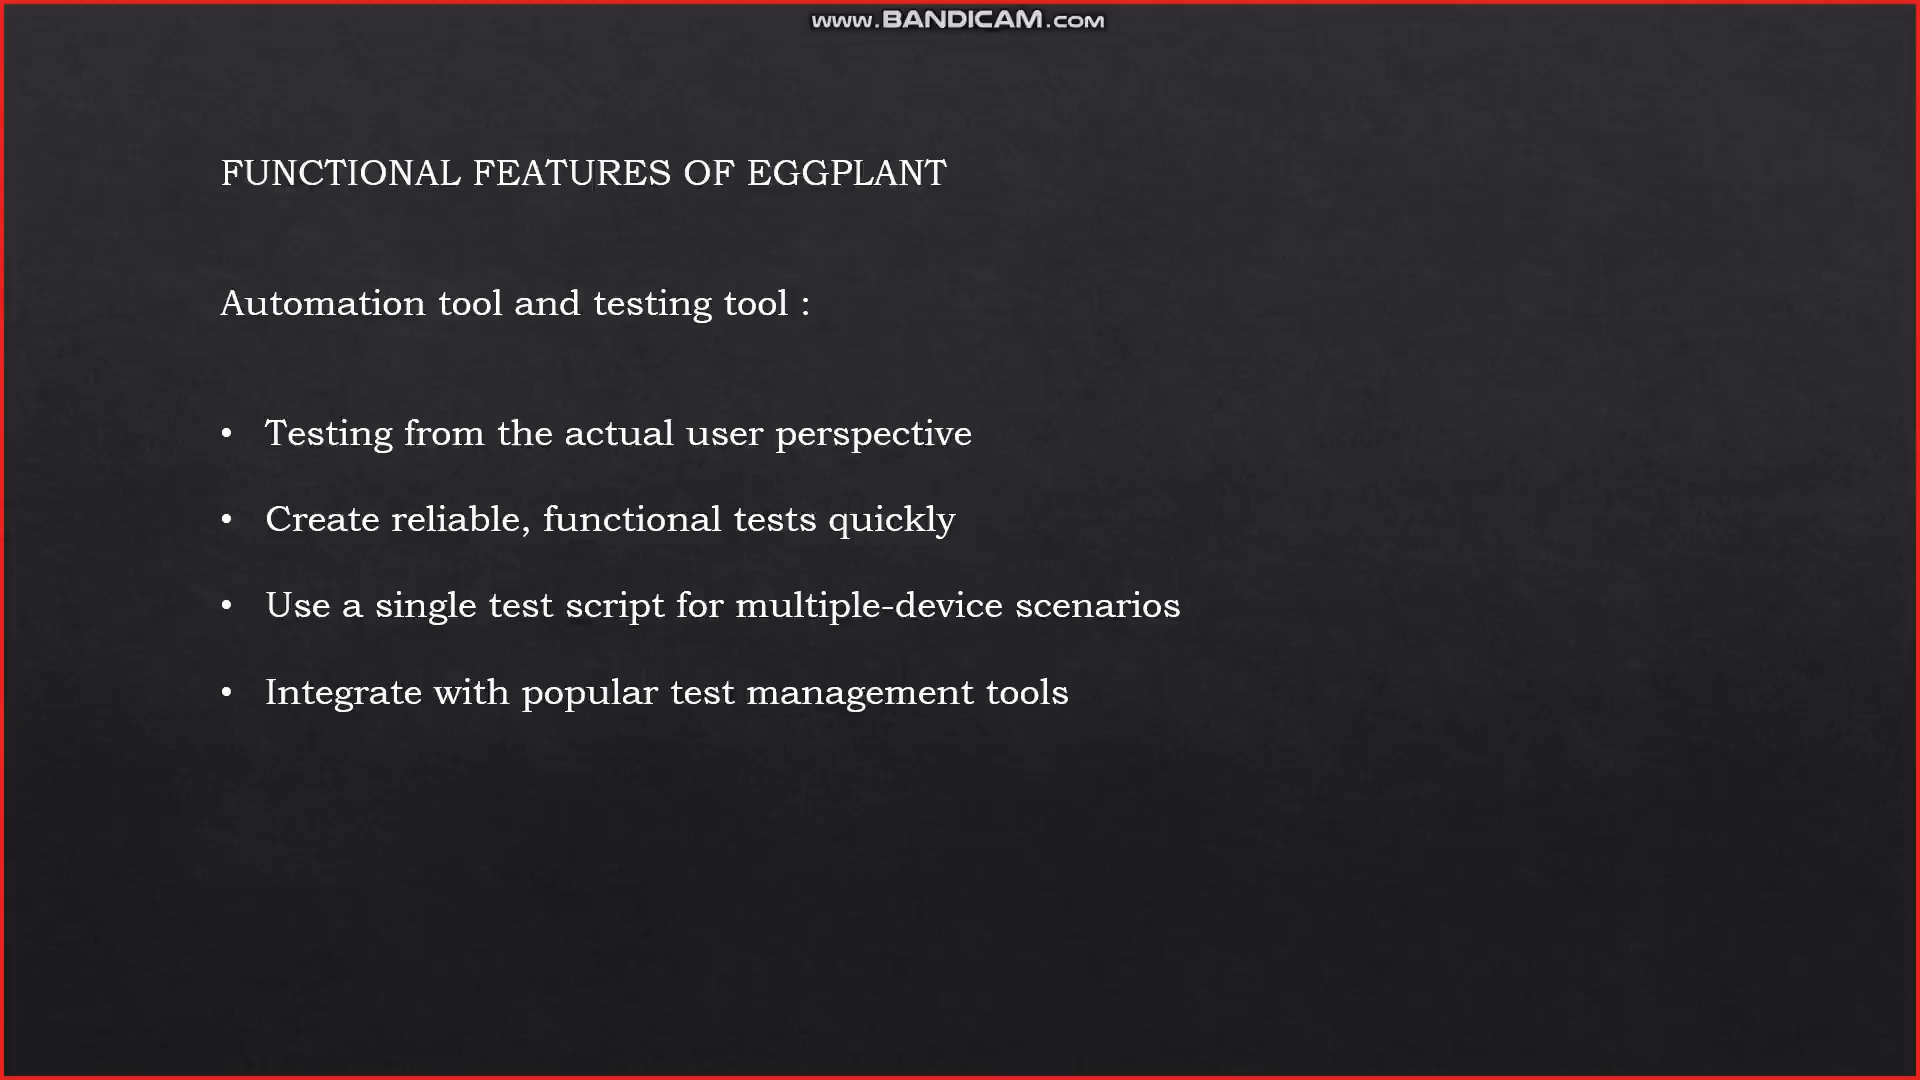 www.BANDICAM.com
FUNCTIONAL FEATURES OF EGGPLANT
Automation tool and testing tool :
• Testing from the actual user perspective
• Create reliable, functional tests quickly
• Use a single test script for multiple-device scenarios
• Integrate with popular test management tools